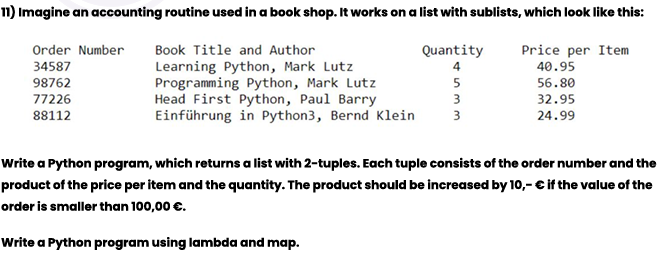 11) Imagine an accounting routine used in a book shop. It works on a list with sublists, which look like this:
Order Number Book Title and Author Quantity Price per Item
34587 Learning Python, Mark Lutz 4 40.95
98762 Programming Python, Mark Lutz 5 56.80
77226 Head First Python, Paul Barry 3 32.95
88112 Einführung in Python3, Bernd Klein 3 24.99
Write a Python program, which returns a list with 2-tuples. Each tuple consists of the order number and the
product of the price per item and the quantity. The product should be increased by 10,- € if the value of the
order is smaller than 100,00 €.
Write a Python program using lambda and map.